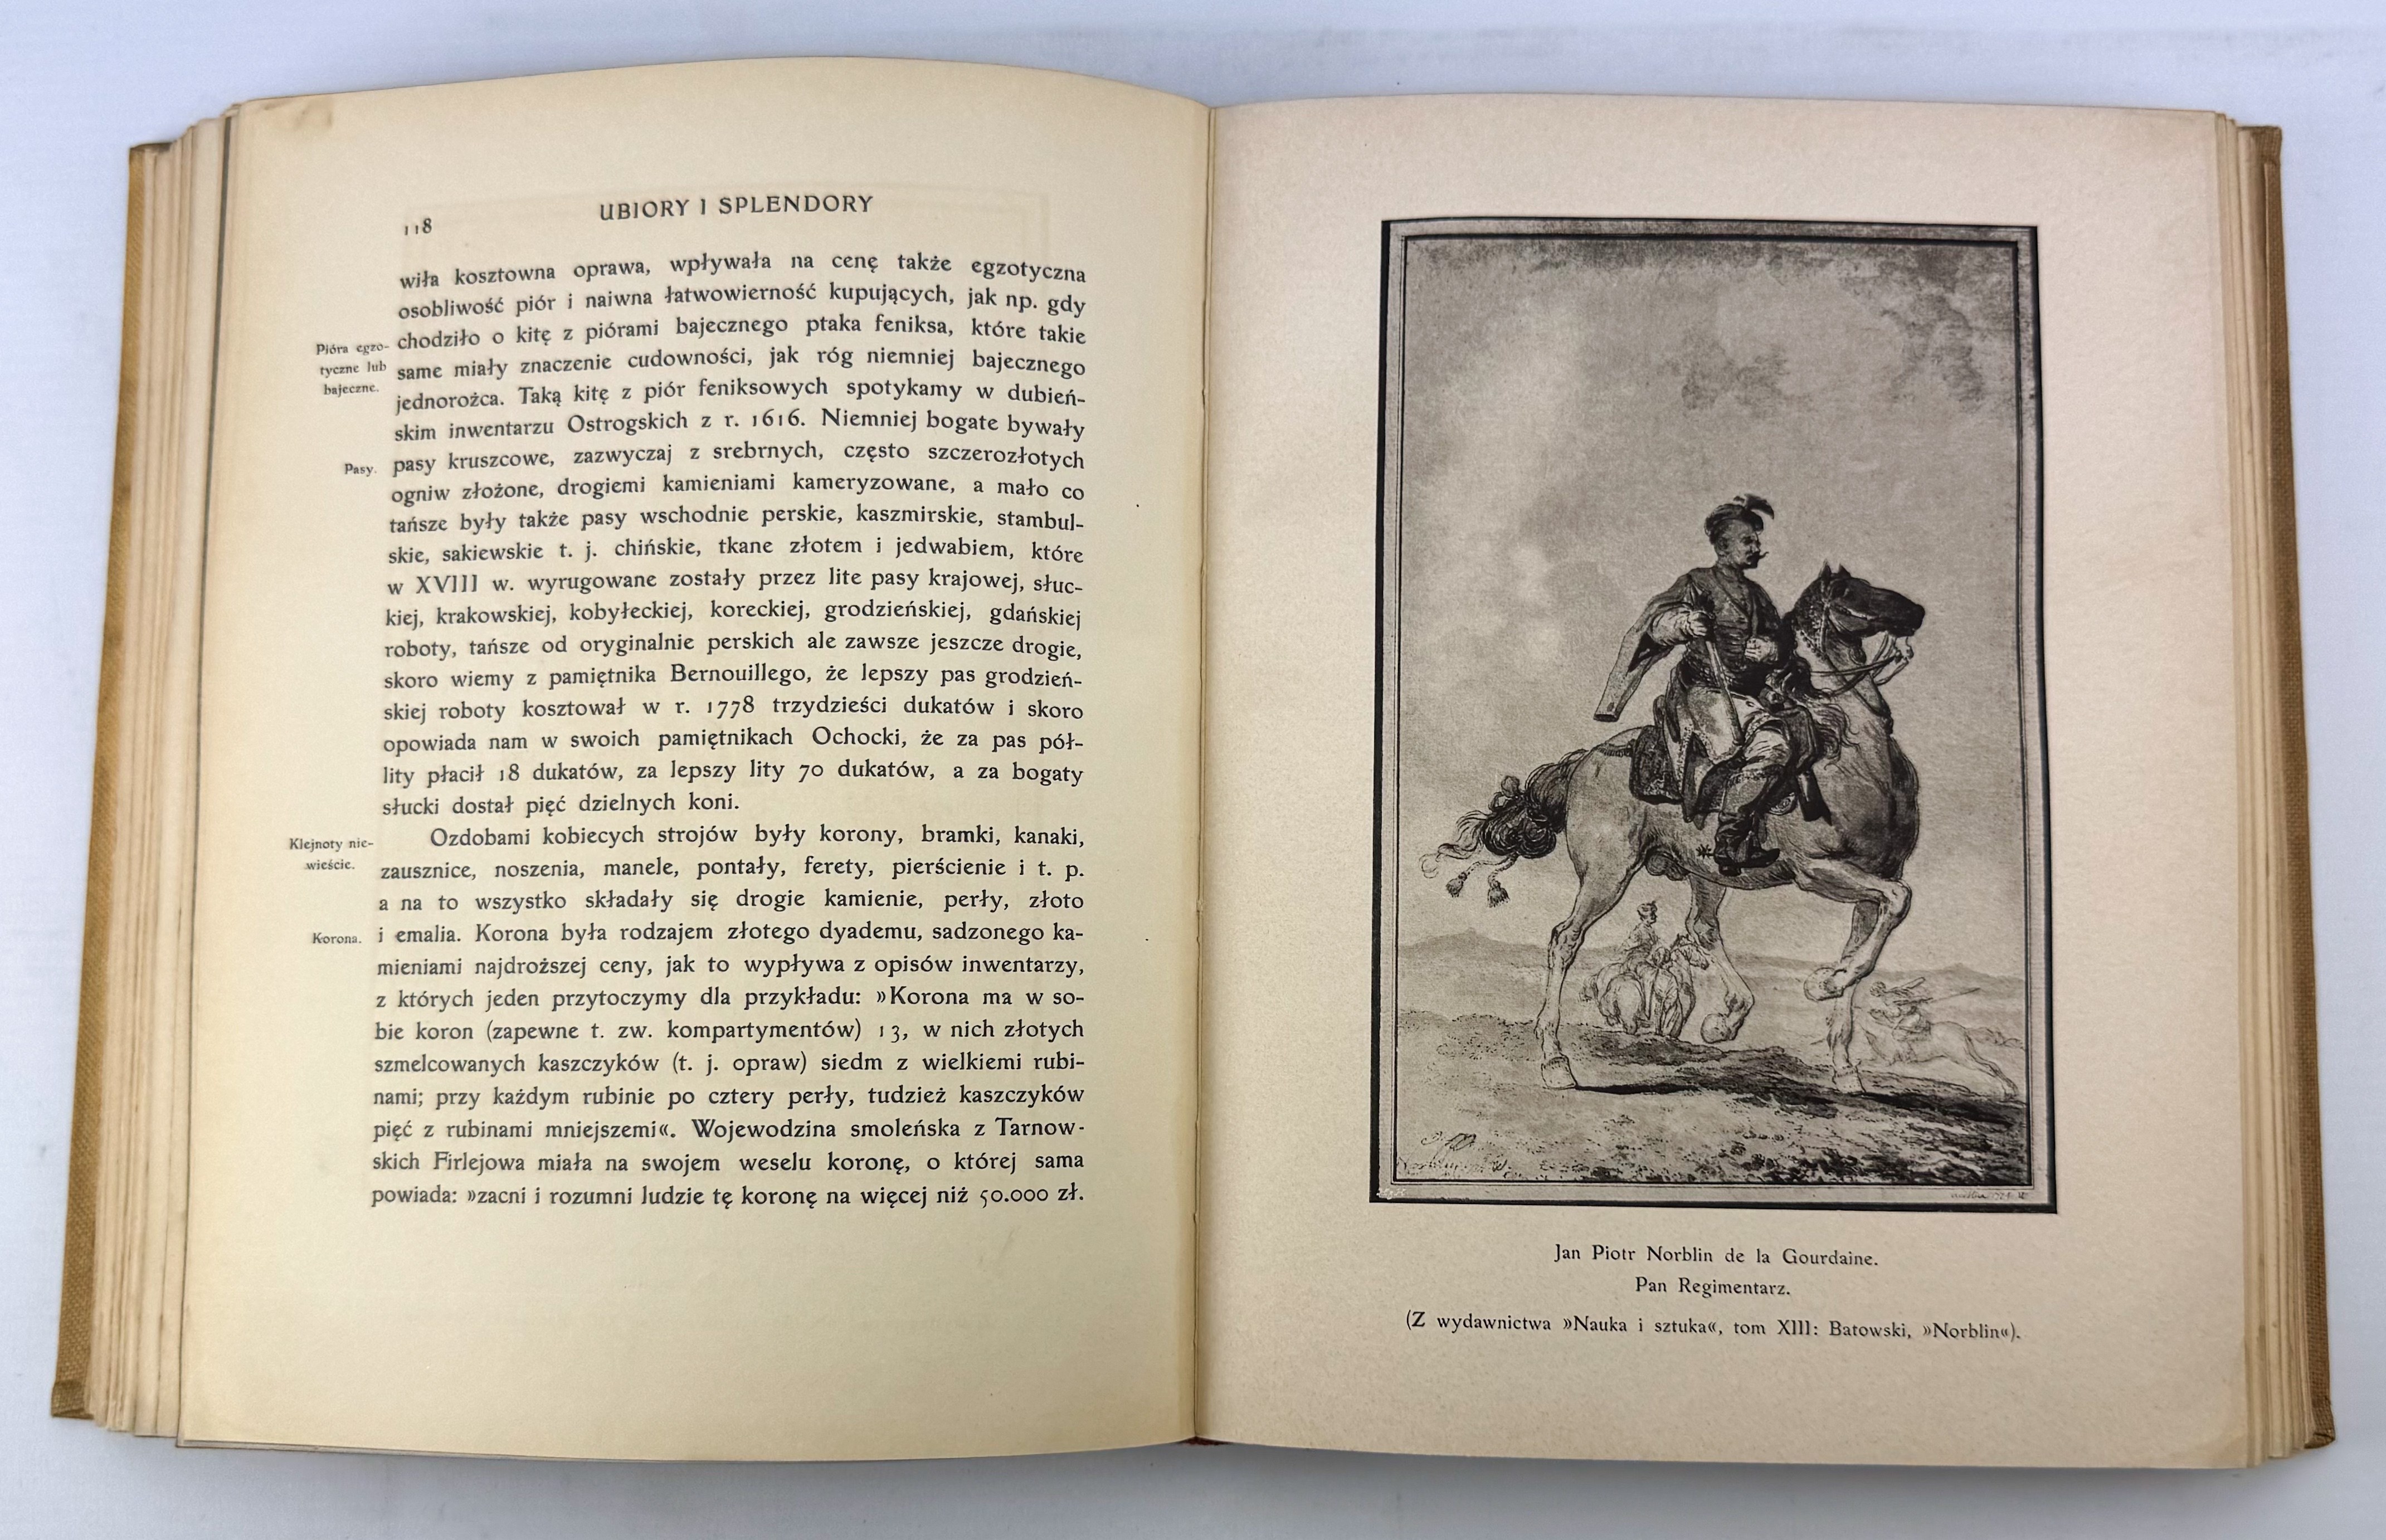 118
UBIORY I SPLENDORY
wiła kosztowna oprawa, wpływała na cenę także egzotyczna
osobliwość piór i naiwna łatwowierność kupujących, jak np. gdy
chodziło o kitę z piórami bajecznego ptaka feniksa, które takie
same miały znaczenie cudowności, jak róg niemniej bajecznego
jednorożca. Taką kitę z piór feniksowych spotykamy w dubień-
skim inwentarzu Ostrogskich z r. 1616. Niemniej bogate bywały
pasy kruszcowe, zazwyczaj z srebrnych, często szczerozłotych
ogniw złożone, drogiemi kamieniami kameryzowane, a mało co
tańsze były także pasy wschodnie perskie, kaszmirskie, stambul-
skie, sakiewskie t. j. chińskie, tkane złotem i jedwabiem, które
w XVIII w. wyrugowane zostały przez lite pasy krajowej, słuc-
kiej, krakowskiej, kobyłeckiej, koreckiej, grodzieńskiej, gdańskiej
roboty, tańsze od oryginalnie perskich ale zawsze jeszcze drogie,
skoro wiemy z pamiętnika Bernouillego, że lepszy pas grodzień-
skiej roboty kosztował w r. 1778 trzydzieści dukatów i skoro
opowiada nam w swoich pamiętnikach Ochocki, że za pas pół-
lity płacił 18 dukatów, za lepszy lity 70 dukatów, a za bogaty
słucki dostał pięć dzielnych koni.
Ozdobami kobiecych strojów były korony, bramki, kanaki,
zausznice, noszenia, manele, pontały, ferety, pierścienie i t. p.
a na to wszystko składały się drogie kamienie, perły, złoto
i emalia. Korona była rodzajem złotego dyademu, sadzonego ka-
mieniami najdroższej ceny, jak to wypływa z opisów inwentarzy,
z których jeden przytoczymy dla przykładu: »Korona ma w so-
bie koron (zapewne t. zw. kompartymentów) 13, w nich złotych
szmelcowanych kaszczyków (t. j. opraw) siedm z wielkiemi rubi-
nami; przy każdym rubinie po cztery perły, tudzież kaszczyków
pięć z rubinami mniejszemi«. Wojewodzina smoleńska z Tarnow-
skich Firlejowa miała na swojem weselu koronę, o której sama
powiada: »zacni i rozumni ludzie tę koronę na więcej niż 50.000 zł.
Pióra egzo-
tyczne lub
bajeczne.
Pasy.
Klejnoty nie-
wieście.
Korona.
Jan Piotr Norblin de la Gourdaine.
Pan Regimentarz.
(Z wydawnictwa »Nauka i sztuka«, tom XIII: Batowski, »Norblin«).